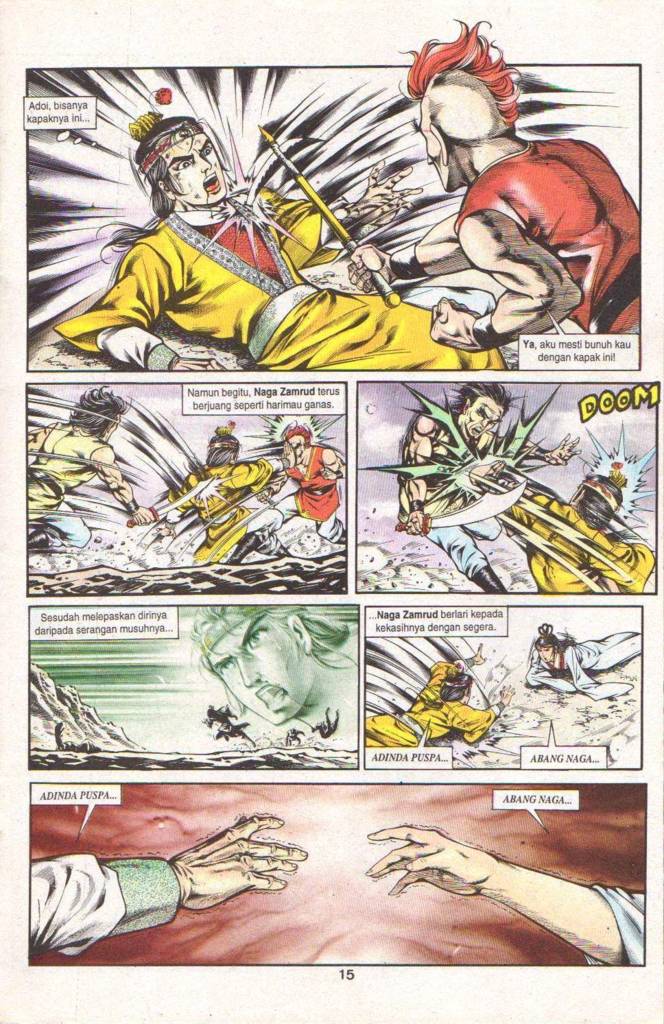 Adoi, bisanya
kapaknya ini...
Ya, aku mesti bunuh kau
dengan kapak ini!
Namun begitu, Naga Zamrud terus
berjuang seperti harimau ganas.
DOOM
Sesudah melepaskan dirinya
daripada serangan musuhnya...
...Naga Zamrud berlari kepada
kekasihnya dengan segera.
ADINDA PUSPA...
ABANG NAGA...
ADINDA PUSPA...
ABANG NAGA...
15